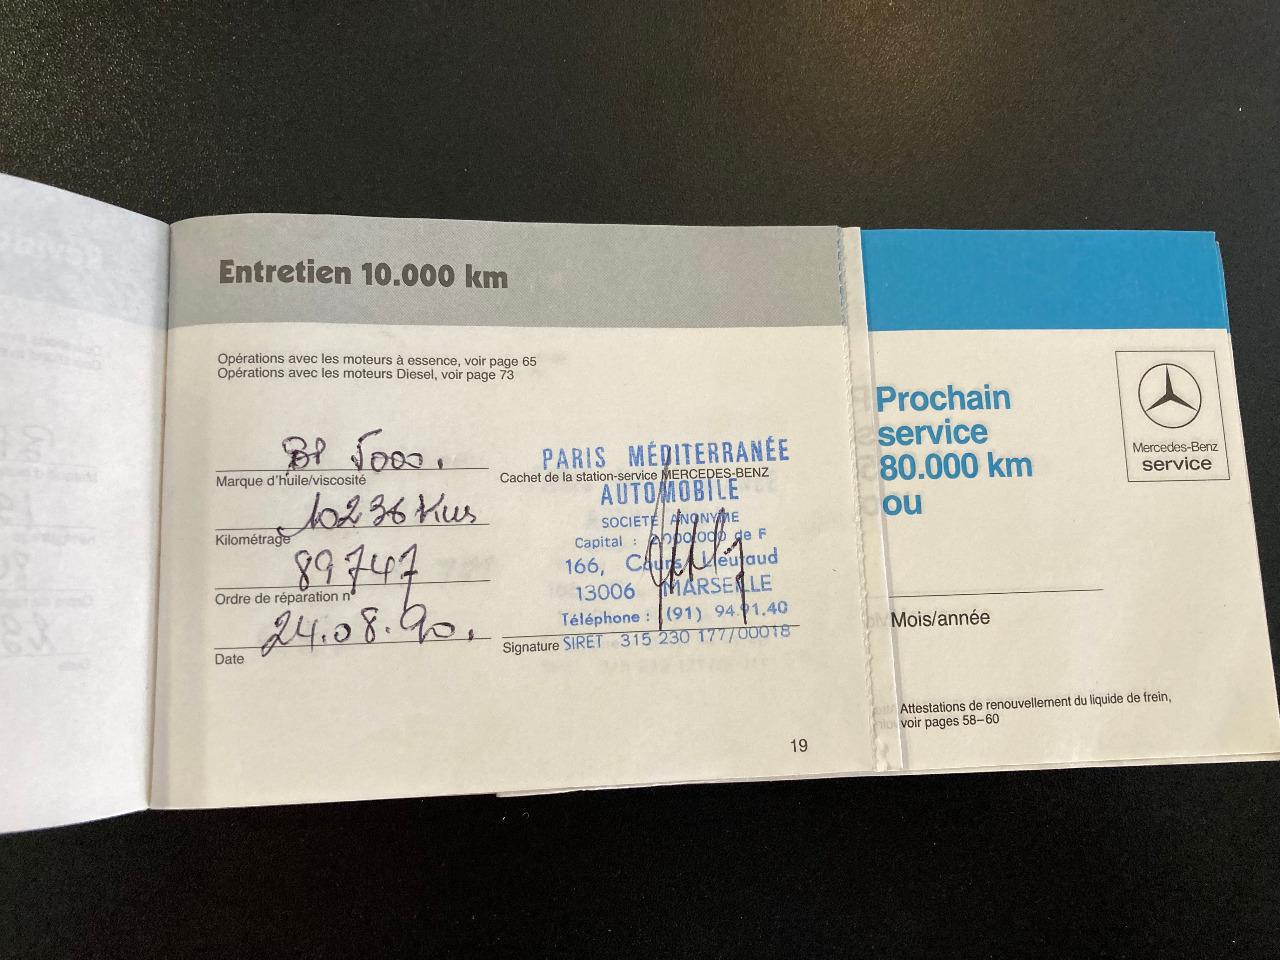 Entretien 10.000 km
Opérations avec les moteurs à essence, voir page 65
Opérations avec les moteurs Diesel, voir page 73
BP 5000.
Marque d'huile/viscosité
10236 Kms
Kilométrage
89747
Ordre de réparation n°
24.08.90.
Date
PARIS MÉDITERRANÉE
Cachet de la station-service MERCEDES-BENZ
AUTOMOBILE
SOCIETE ANONYME
Capital : 2000000 de F
166, Cours Lieutaud
13006 MARSEILLE
Téléphone : (91) 94.91.40
Signature SIRET 315 230 177/00018
19
Prochain
service
80.000 km
ou
Mercedes-Benz
service
Mois/année
Attestations de renouvellement du liquide de frein,
voir pages 58–60